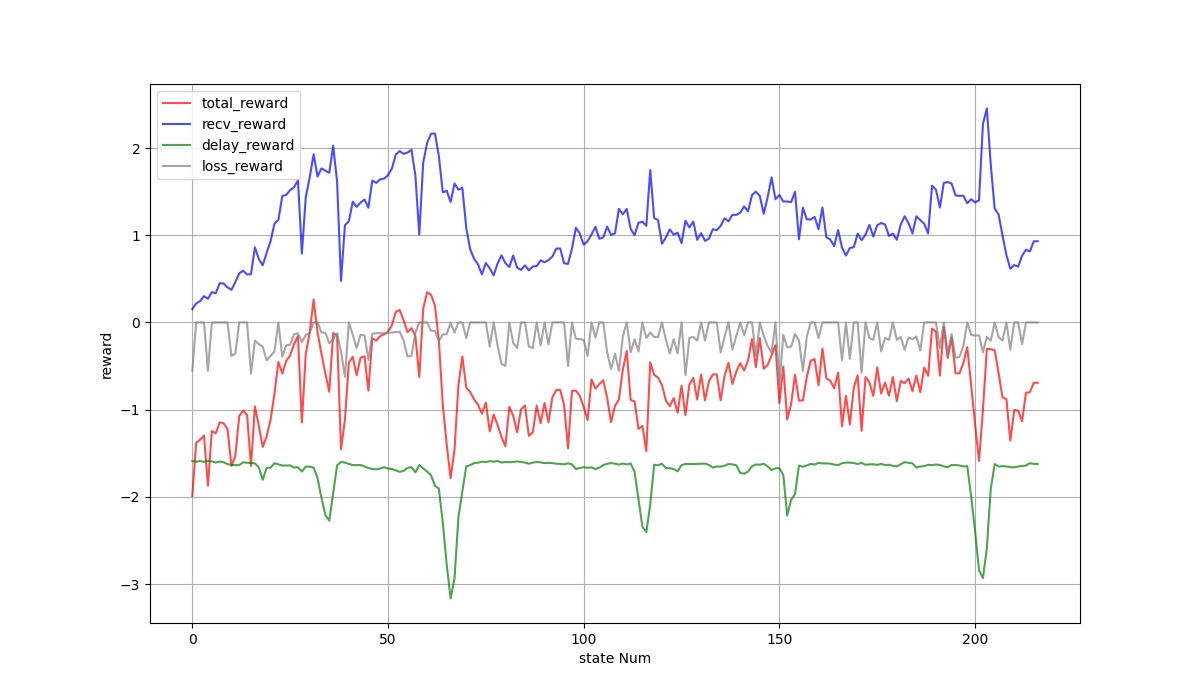 total_reward
recv_reward
delay_reward
loss_reward
2
1
0
−1
−2
−3
reward
0 50 100 150 200
state Num